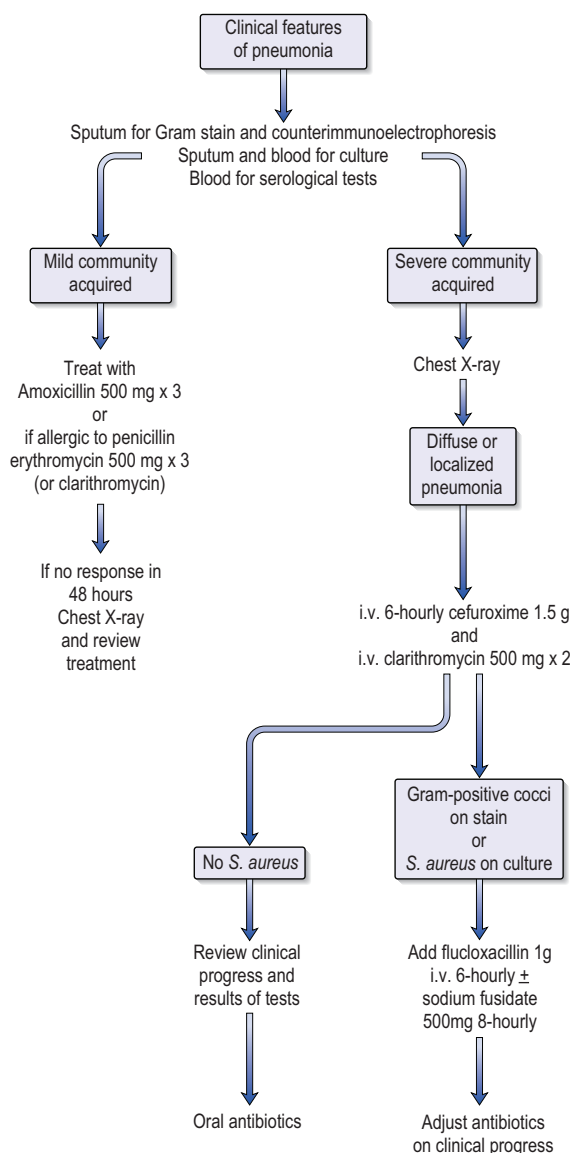 Clinical features
of pneumonia
Sputum for Gram stain and counterimmunoelectrophoresis
Sputum and blood for culture
Blood for serological tests
Mild community
acquired
Treat with
Amoxicillin 500 mg x 3
or
if allergic to penicillin
erythromycin 500 mg x 3
(or clarithromycin)
If no response in
48 hours
Chest X-ray
and review
treatment
Severe community
acquired
Chest X-ray
Diffuse or
localized
pneumonia
i.v. 6-hourly cefuroxime 1.5 g
and
i.v. clarithromycin 500 mg x 2
No S. aureus
Review clinical
progress and
results of tests
Oral antibiotics
Gram-positive cocci
on stain
or
S. aureus on culture
Add flucloxacillin 1g
i.v. 6-hourly ±
sodium fusidate
500mg 8-hourly
Adjust antibiotics
on clinical progress